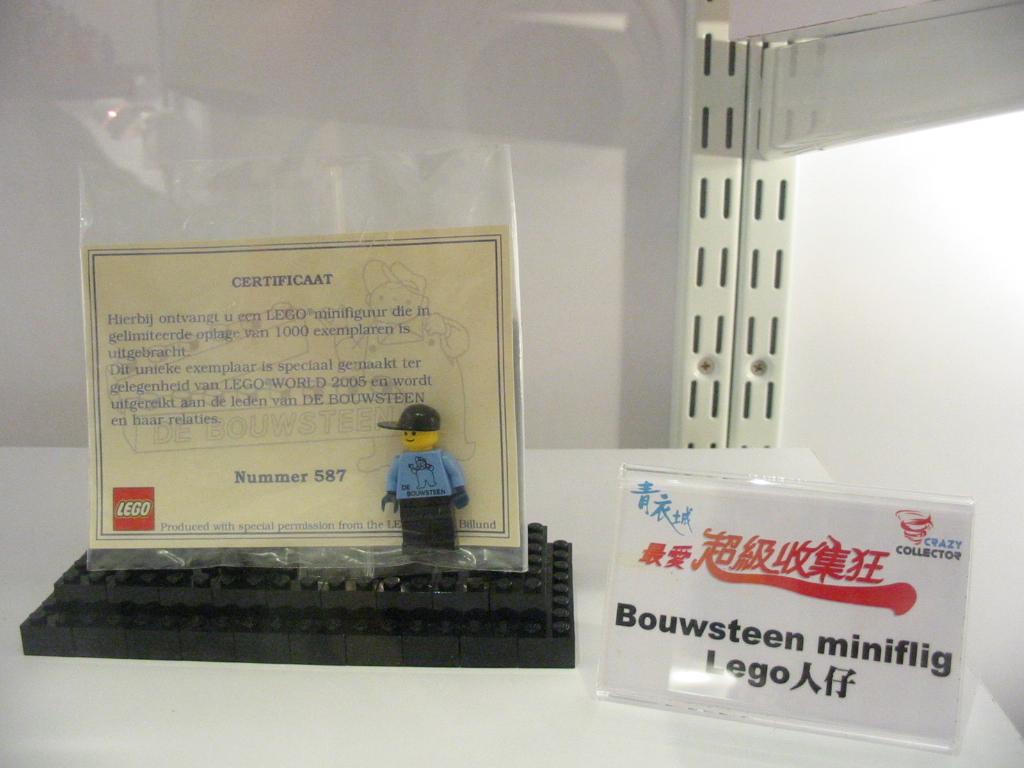 CERTIFICAAT
Hierbij ontvangt u een LEGO® minifiguur die in
gelimiteerde oplage van 1000 exemplaren is
uitgebracht.
Dit unieke exemplaar is speciaal gemaakt ter
gelegenheid van LEGO® WORLD 2005 en wordt
uitgereikt aan de leden van DE BOUWSTEEN
en haar relaties.
DE BOUWSTEEN
Nummer 587
LEGO
Produced with special permission from the Billund
DE
BOUWSTEEN
青衣城
CRAZY
COLLECTOR
最愛超級收集狂
Bouwsteen miniflig
Lego人仔